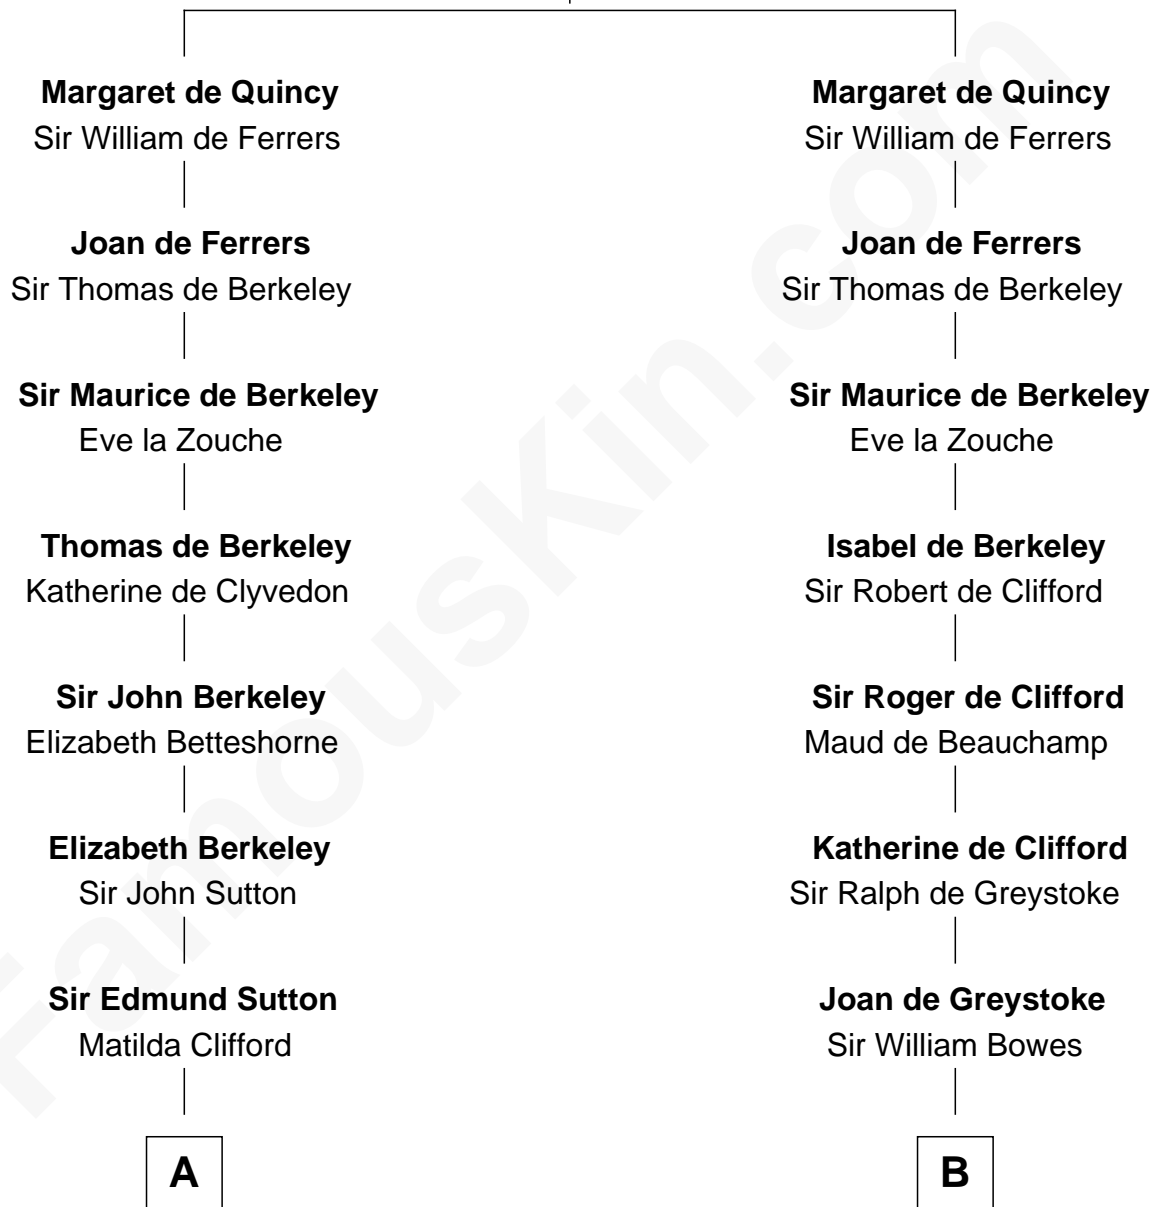 Margaret de Quincy
Sir William de Ferrers
Joan de Ferrers
Sir Thomas de Berkeley
Sir Maurice de Berkeley
Eve la Zouche
Thomas de Berkeley
Katherine de Clyvedon
Sir John Berkeley
Elizabeth Betteshorne
Elizabeth Berkeley
Sir John Sutton
Sir Edmund Sutton
Matilda Clifford
A
Margaret de Quincy
Sir William de Ferrers
Joan de Ferrers
Sir Thomas de Berkeley
Sir Maurice de Berkeley
Eve la Zouche
Isabel de Berkeley
Sir Robert de Clifford
Sir Roger de Clifford
Maud de Beauchamp
Katherine de Clifford
Sir Ralph de Greystoke
Joan de Greystoke
Sir William Bowes
B
FamousKin.com